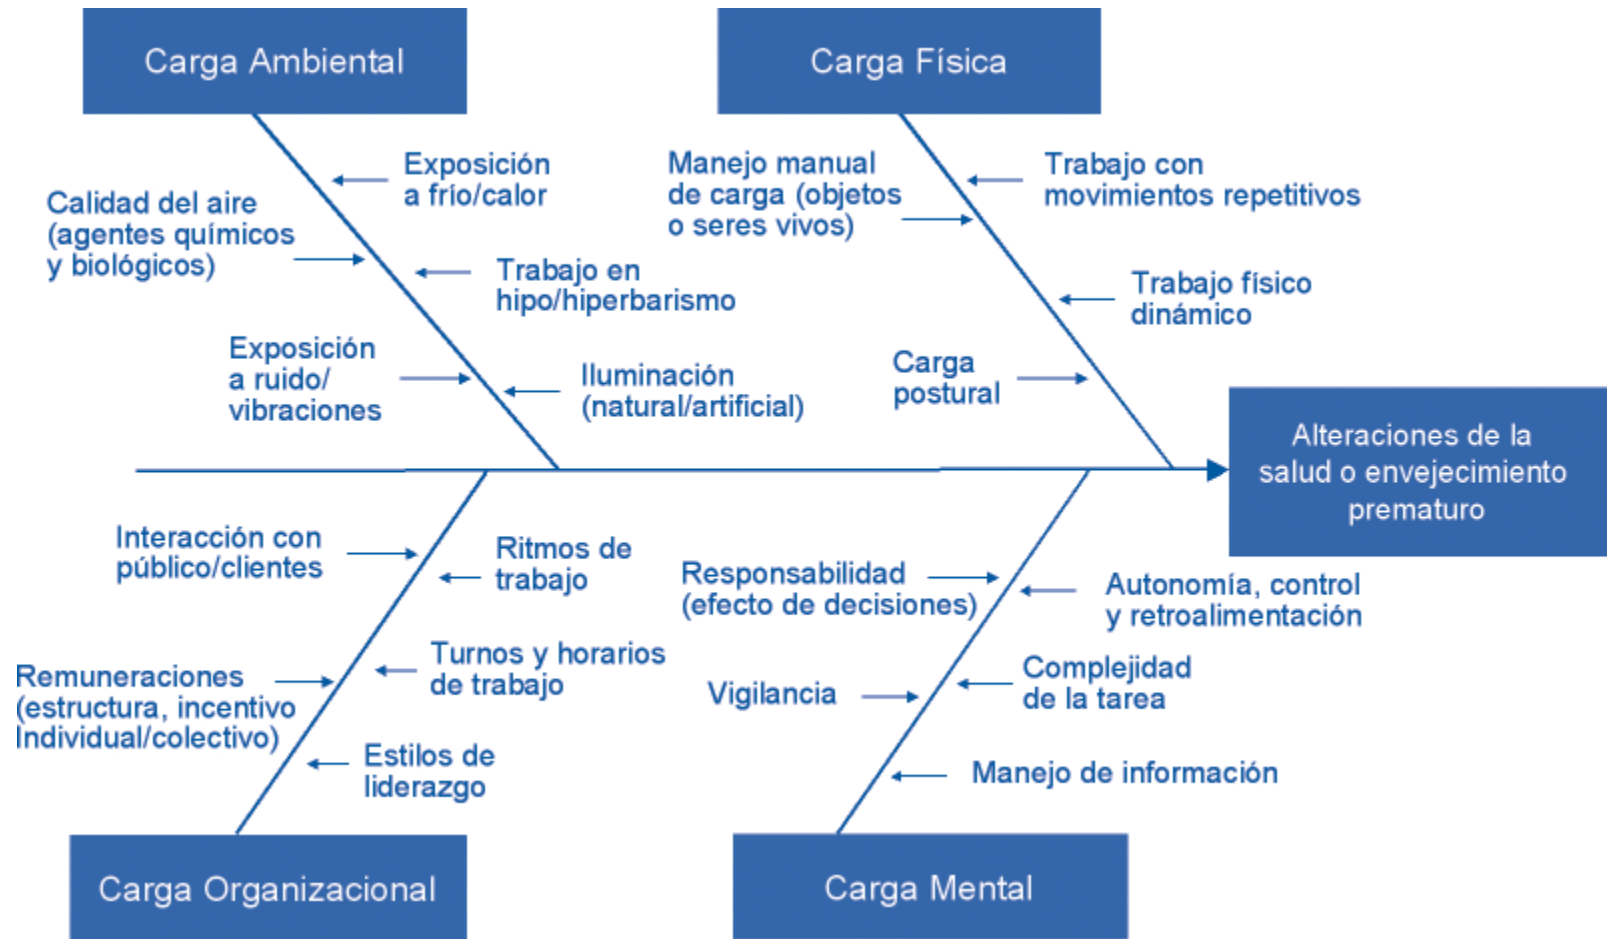 Carga Ambiental
Carga Física
Exposición
a frío/calor
Calidad del aire
(agentes químicos
y biológicos)
Trabajo en
hipo/hiperbarismo
Exposición
a ruido/
vibraciones
Iluminación
(natural/artificial)
Manejo manual
de carga (objetos
o seres vivos)
Trabajo con
movimientos repetitivos
Trabajo físico
dinámico
Carga
postural
Alteraciones de la
salud o envejecimiento
prematuro
Interacción con
público/clientes
Ritmos de
trabajo
Remuneraciones
(estructura, incentivo
Individual/colectivo)
Turnos y horarios
de trabajo
Estilos de
liderazgo
Responsabilidad
(efecto de decisiones)
Autonomía, control
y retroalimentación
Vigilancia
Complejidad
de la tarea
Manejo de información
Carga Organizacional
Carga Mental